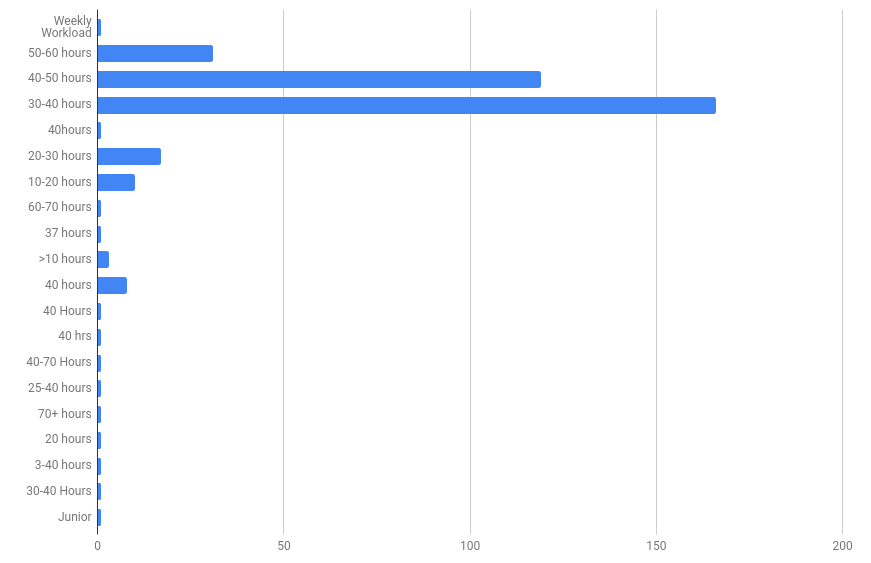 Weekly
Workload
50-60 hours
40-50 hours
30-40 hours
40hours
20-30 hours
10-20 hours
60-70 hours
37 hours
>10 hours
40 hours
40 Hours
40 hrs
40-70 Hours
25-40 hours
70+ hours
20 hours
3-40 hours
30-40 Hours
Junior
0 50 100 150 200